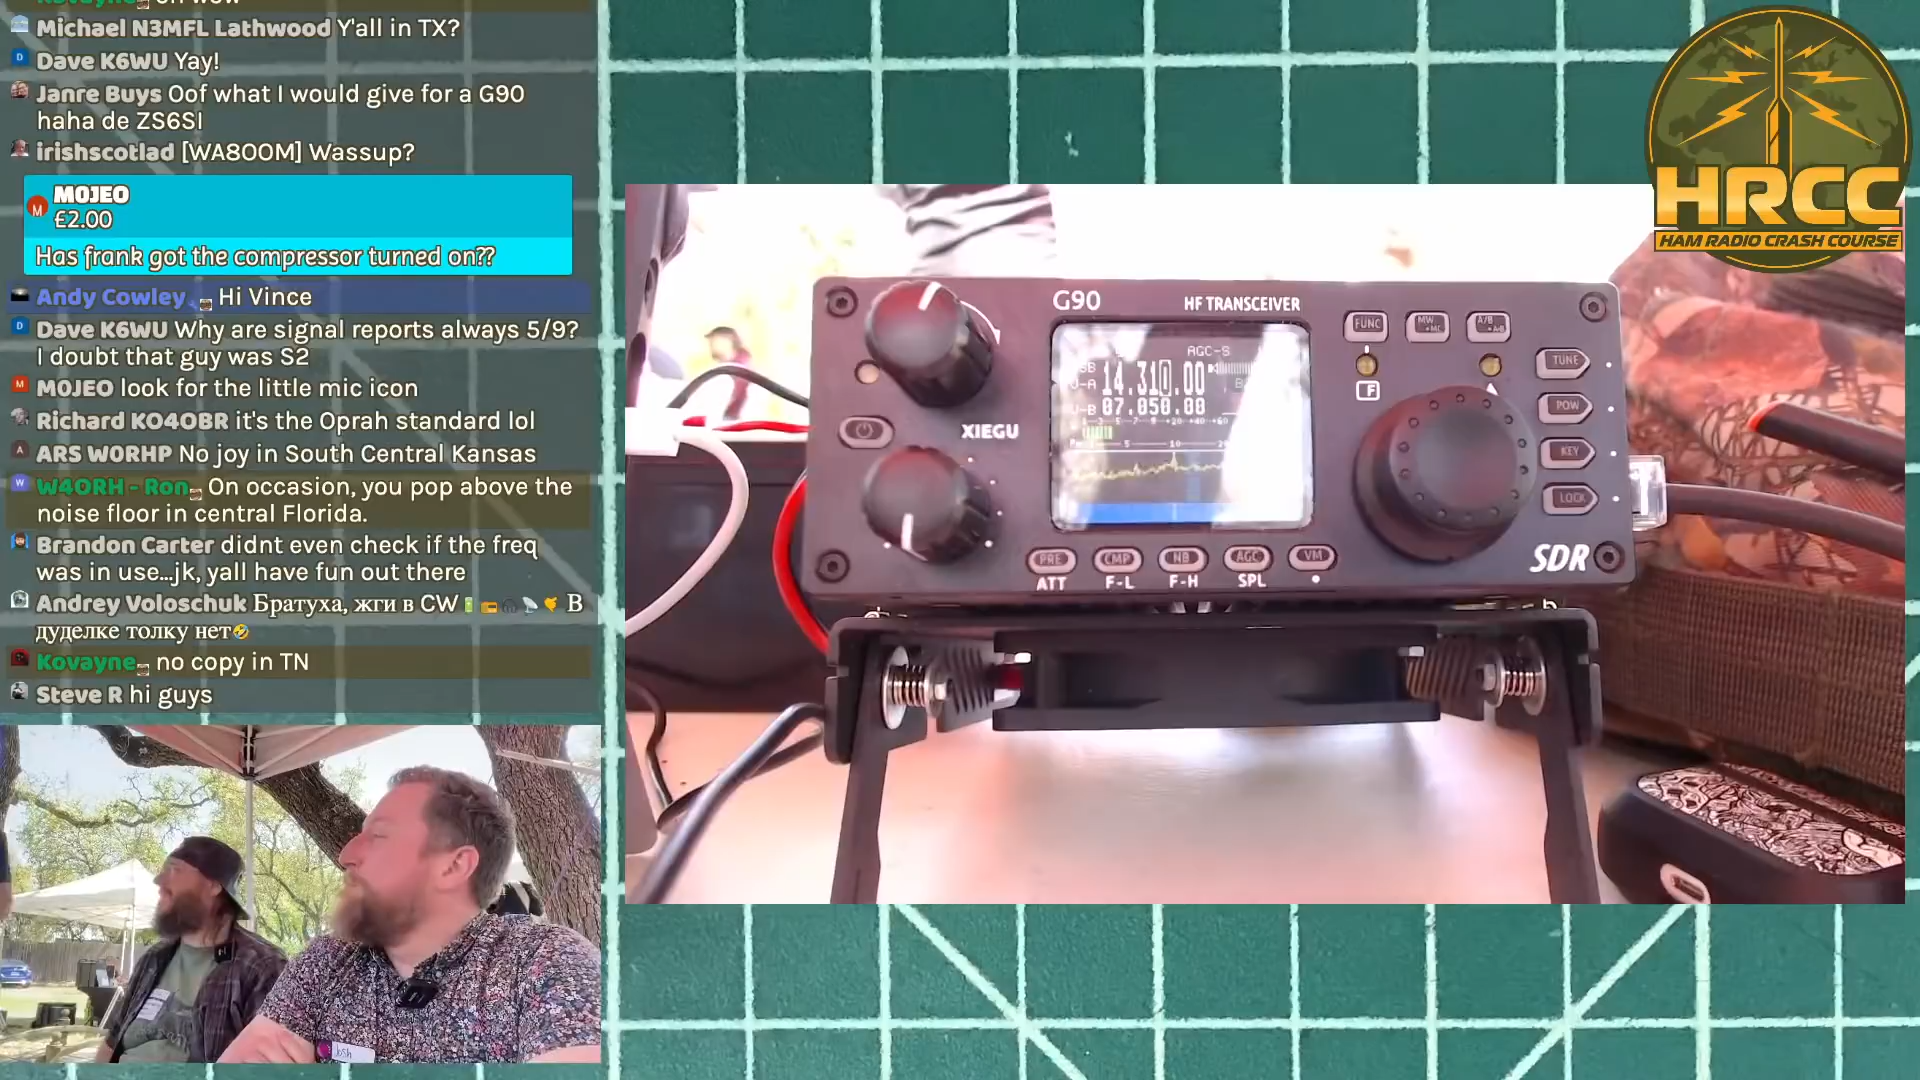 Michael N3MFL Lathwood Y'all in TX?
Dave K6WU Yay!
Janre Buys Oof what I would give for a G90
haha de ZS6SI
irishscotlad [WA8OOM] Wassup?
M
M0JEO
£2.00
Has frank got the compressor turned on??
Andy Cowley Hi Vince
D
Dave K6WU Why are signal reports always 5/9?
I doubt that guy was S2
M
M0JEO look for the little mic icon
Richard KO4OBR it's the Oprah standard lol
A
ARS W0RHP No joy in South Central Kansas
W
W4ORH - Ron On occasion, you pop above the
noise floor in central Florida.
Brandon Carter didnt even check if the freq
was in use...jk, yall have fun out there
Andrey Voloschuk Братуха, жги в CW🔋📻🎧📡🤙 В
дуделке толку нет🤣
Kovayne no copy in TN
Steve R hi guys
Josh
HRCC
HAM RADIO CRASH COURSE
G90
HF TRANSCEIVER
FUNC
MW
A/B
TUNE
POW
KEY
LOCK
F
XIEGU
AGC-S
14.310.00
07.050.00
PRE
CMP
NB
AGC
VM
ATT
F-L
F-H
SPL
SDR